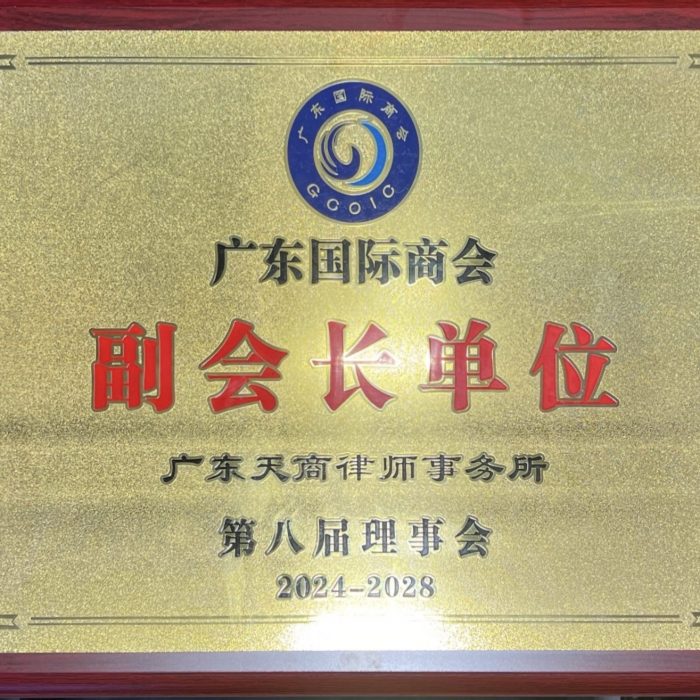 广东国际商会
GCOIC
广东国际商会
副会长单位
广东天商律师事务所
第八届理事会
2024-2028